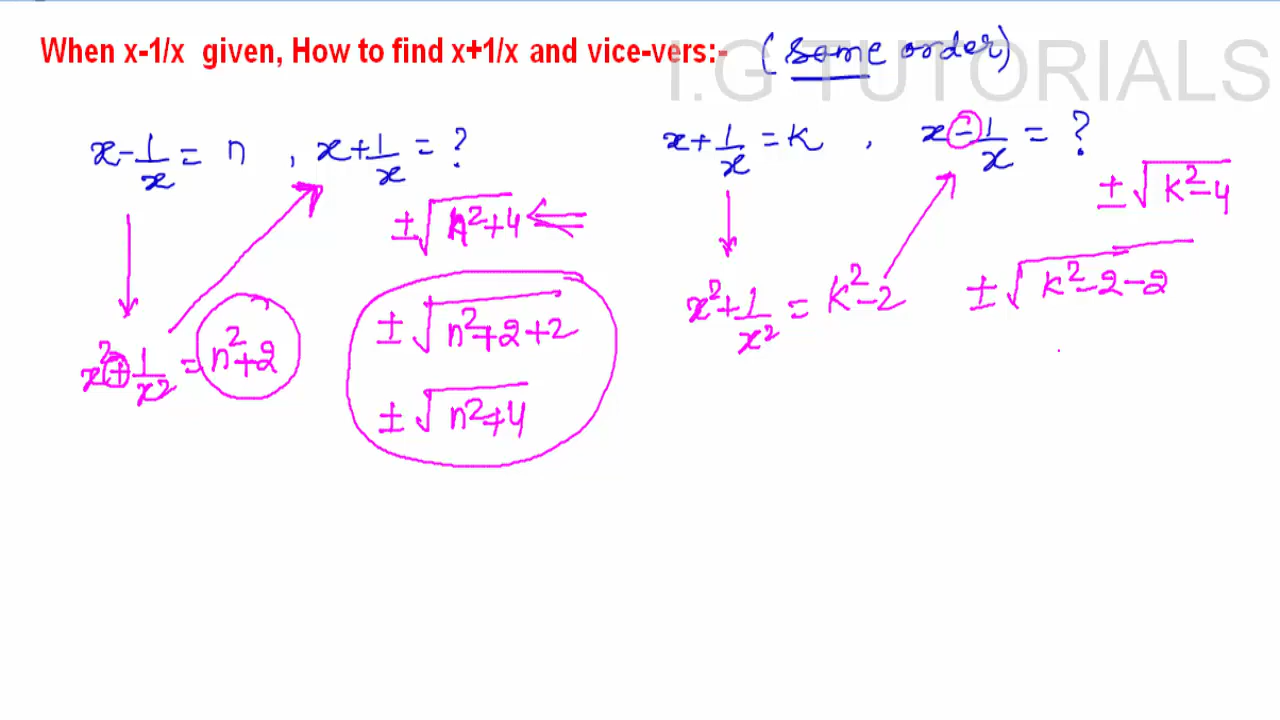 When x-1/x given, How to find x+1/x and vice-vers:- (same order)
I.G TUTORIALS
x - 1/x = n , x + 1/x = ?
± √(n²+4)
x² + 1/x² = n²+2
± √(n²+2+2)
± √(n²+4)
x + 1/x = k , x - 1/x = ?
± √(k²-4)
x² + 1/x² = k²-2
± √(k²-2-2)